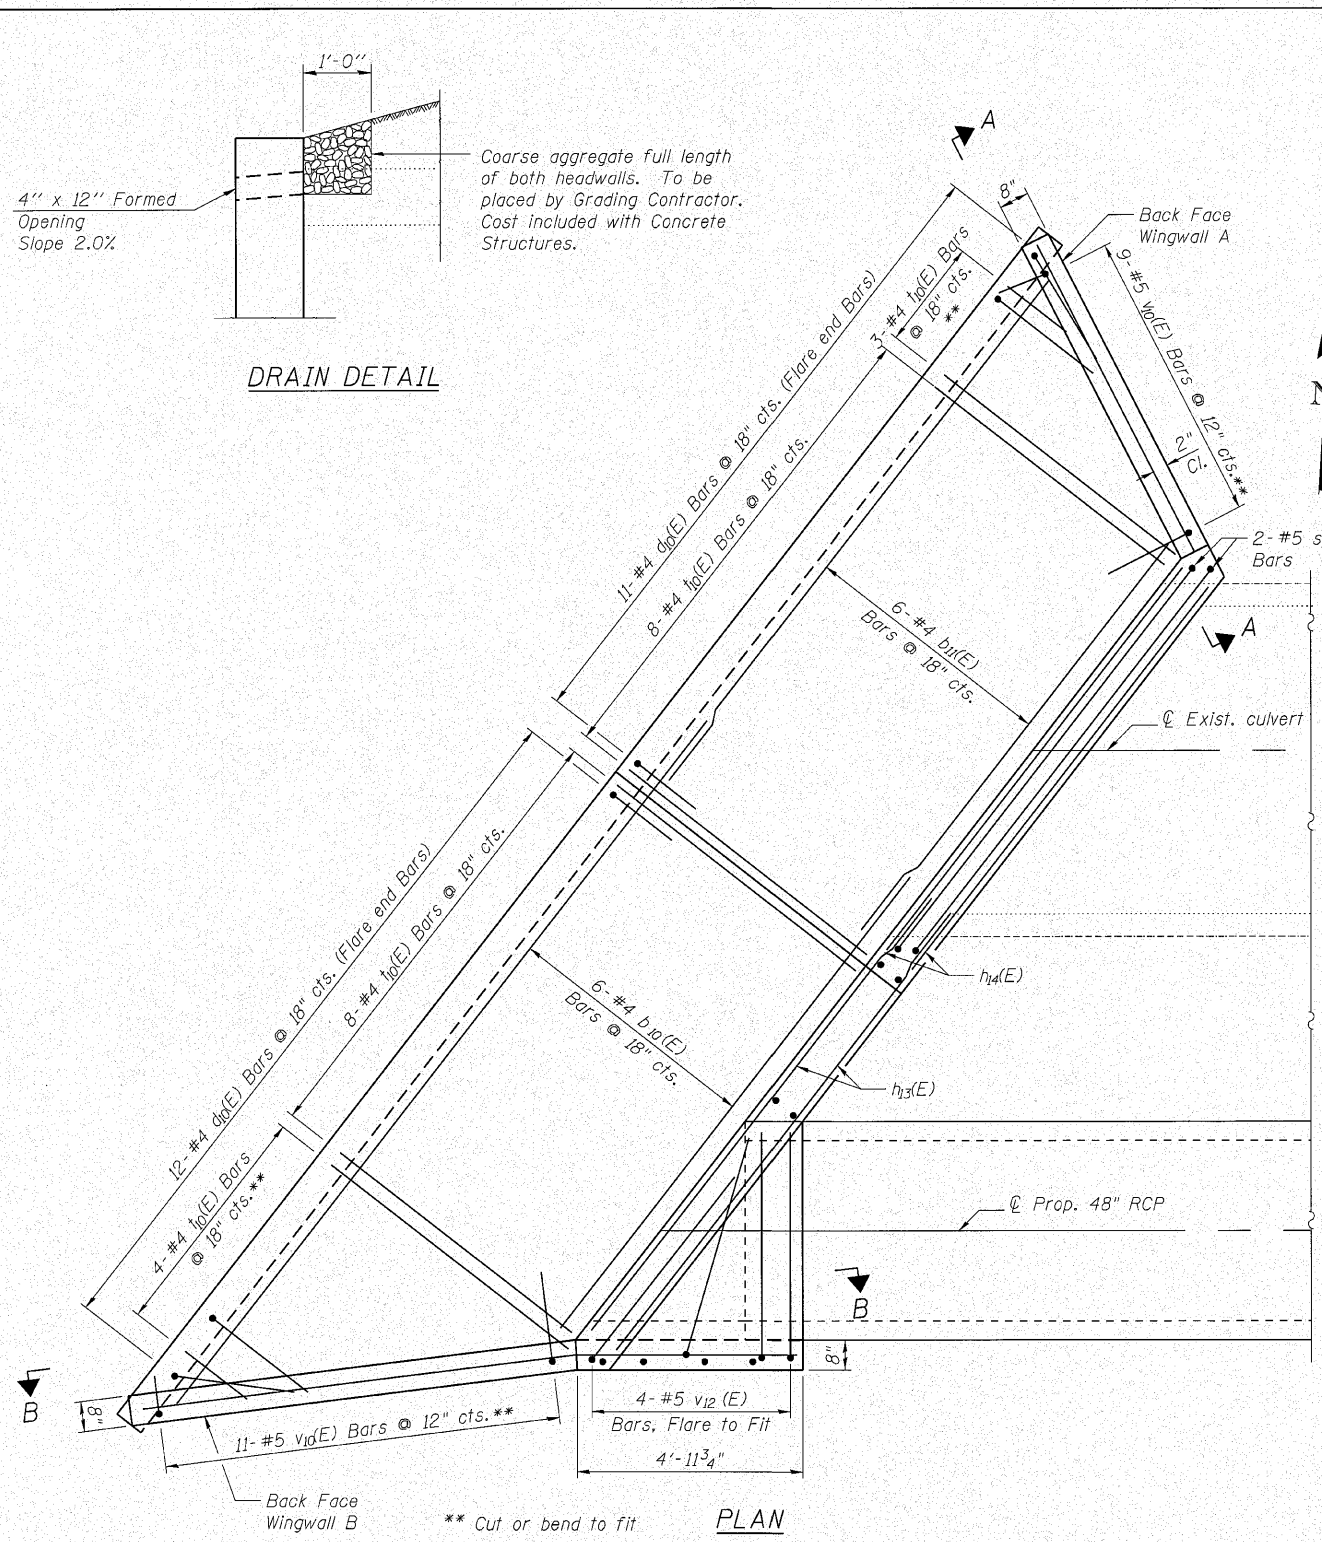 1'-0"
4" x 12" Formed
Opening
Slope 2.0%
Coarse aggregate full length
of both headwalls. To be
placed by Grading Contractor.
Cost included with Concrete
Structures.
DRAIN DETAIL
A
8"
Back Face
Wingwall A
9-#5 v10(E) Bars @ 12" cts.**
2" Cl.
N
2-#5 s
Bars
A
3-#4 t10(E) Bars
@ 18" cts.
**
11-#4 d10(E) Bars @ 18" cts. (Flare end Bars)
8-#4 t10(E) Bars @ 18" cts.
6-#4 b11(E)
Bars @ 18" cts.
℄ Exist. culvert
12-#4 d10(E) Bars @ 18" cts. (Flare end Bars)
8-#4 t10(E) Bars @ 18" cts.
4-#4 t10(E) Bars
@ 18" cts.**
6-#4 b10(E)
Bars @ 18" cts.
h14(E)
h13(E)
℄ Prop. 48" RCP
B
8"
B
8"
11-#5 v10(E) Bars @ 12" cts.**
4-#5 v12 (E)
Bars, Flare to Fit
4'-11 3/4"
Back Face
Wingwall B
** Cut or bend to fit
PLAN